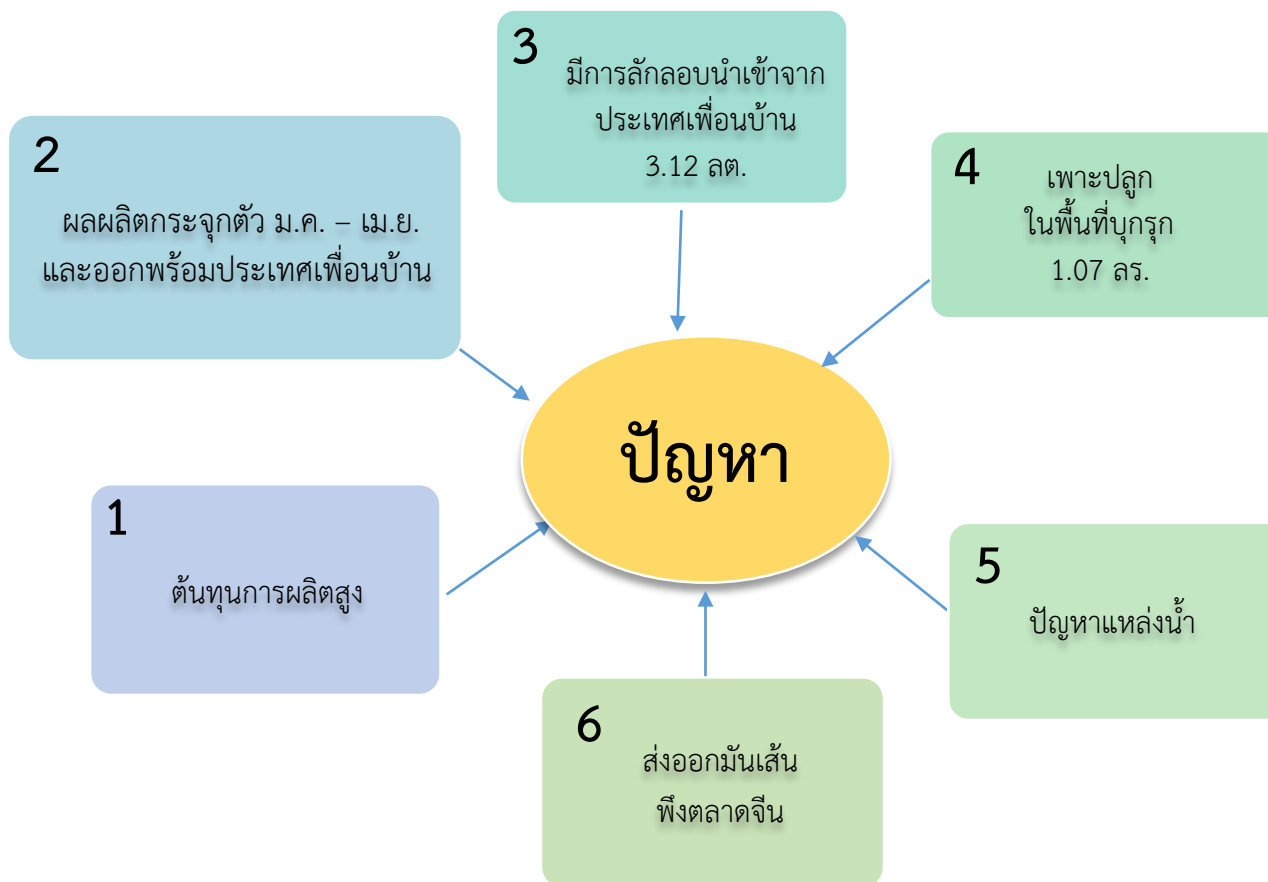 3
มีการลักลอบนำเข้าจาก
ประเทศเพื่อนบ้าน
3.12 ลต.
2
ผลผลิตกระจุกตัว ม.ค. – เม.ย.
และออกพร้อมประเทศเพื่อนบ้าน
4
เพาะปลูก
ในพื้นที่บุกรุก
1.07 ลร.
ปัญหา
1
ต้นทุนการผลิตสูง
5
ปัญหาแหล่งน้ำ
6
ส่งออกมันเส้น
พึงตลาดจีน